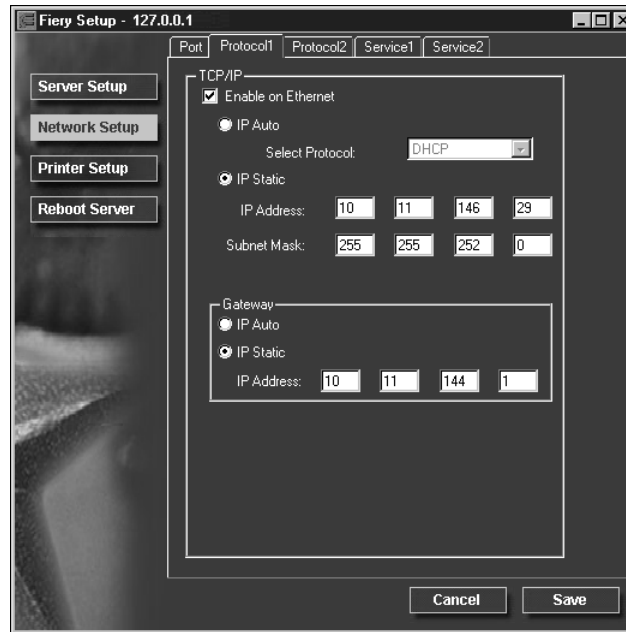 Fiery Setup - 127.0.0.1
Port Protocol1 Protocol2 Service1 Service2
Server Setup
Network Setup
Printer Setup
Reboot Server
TCP/IP
Enable on Ethernet
IP Auto
Select Protocol: DHCP
IP Static
IP Address: 10 11 146 29
Subnet Mask: 255 255 252 0
Gateway
IP Auto
IP Static
IP Address: 10 11 144 1
Cancel Save